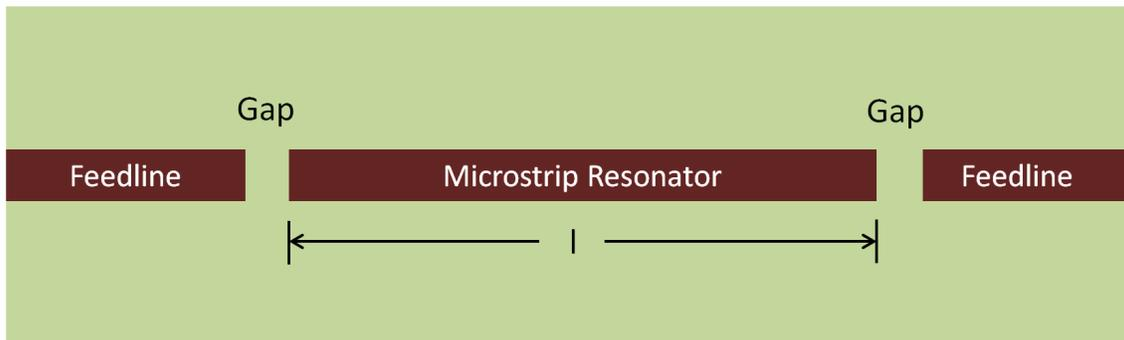 Gap
Gap
Feedline
Microstrip Resonator
Feedline
l